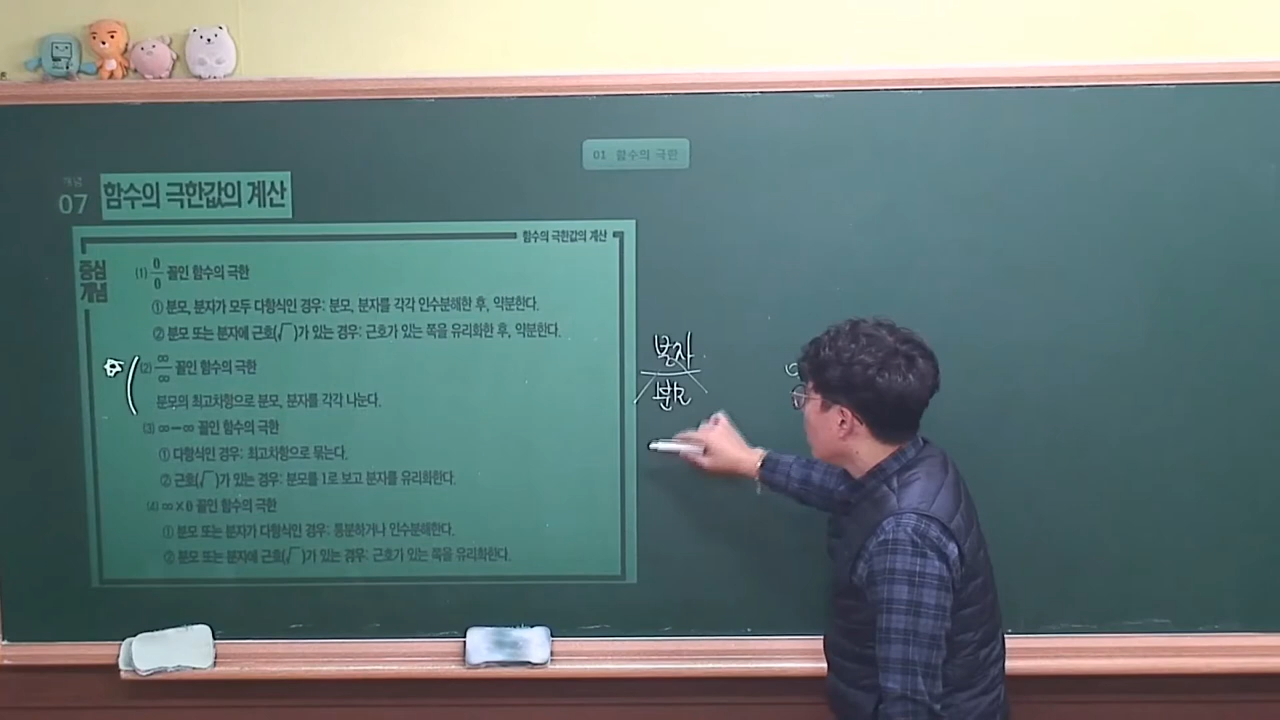 01 함수의 극한
개념
07 함수의 극한값의 계산
함수의 극한값의 계산
중심
개념
(1) 0/0 꼴인 함수의 극한
① 분모, 분자가 모두 다항식인 경우: 분모, 분자를 각각 인수분해한 후, 약분한다.
② 분모 또는 분자에 근호(√ )가 있는 경우: 근호가 있는 쪽을 유리화한 후, 약분한다.
(2) ∞/∞ 꼴인 함수의 극한
분모의 최고차항으로 분모, 분자를 각각 나눈다.
(3) ∞-∞ 꼴인 함수의 극한
① 다항식인 경우: 최고차항으로 묶는다.
② 근호(√ )가 있는 경우: 분모를 1로 보고 분자를 유리화한다.
(4) ∞×0 꼴인 함수의 극한
① 분모 또는 분자가 다항식인 경우: 통분하거나 인수분해한다.
② 분모 또는 분자에 근호(√ )가 있는 경우: 근호가 있는 쪽을 유리화한다.
분자
분모